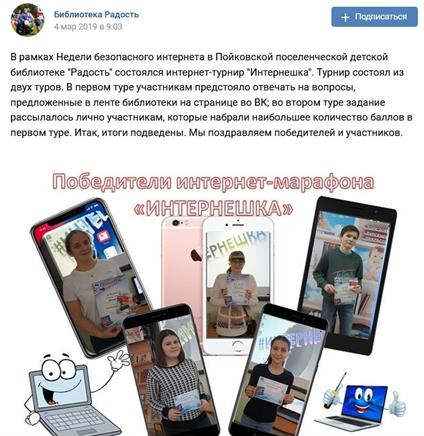 Библиотека Радость
4 мар 2019 в 9:03
+ Подписаться
В рамках Недели безопасного интернета в Пойковской поселенческой детской
библиотеке "Радость" состоялся интернет-турнир "Интернешка". Турнир состоял из
двух туров. В первом туре участникам предстояло отвечать на вопросы,
предложенные в ленте библиотеки на странице во ВК; во втором туре задание
рассылалось лично участникам, которые набрали наибольшее количество баллов в
первом туре. Итак, итоги подведены. Мы поздравляем победителей и участников.
Победители интернет-марафона
«ИНТЕРНЕШКА»